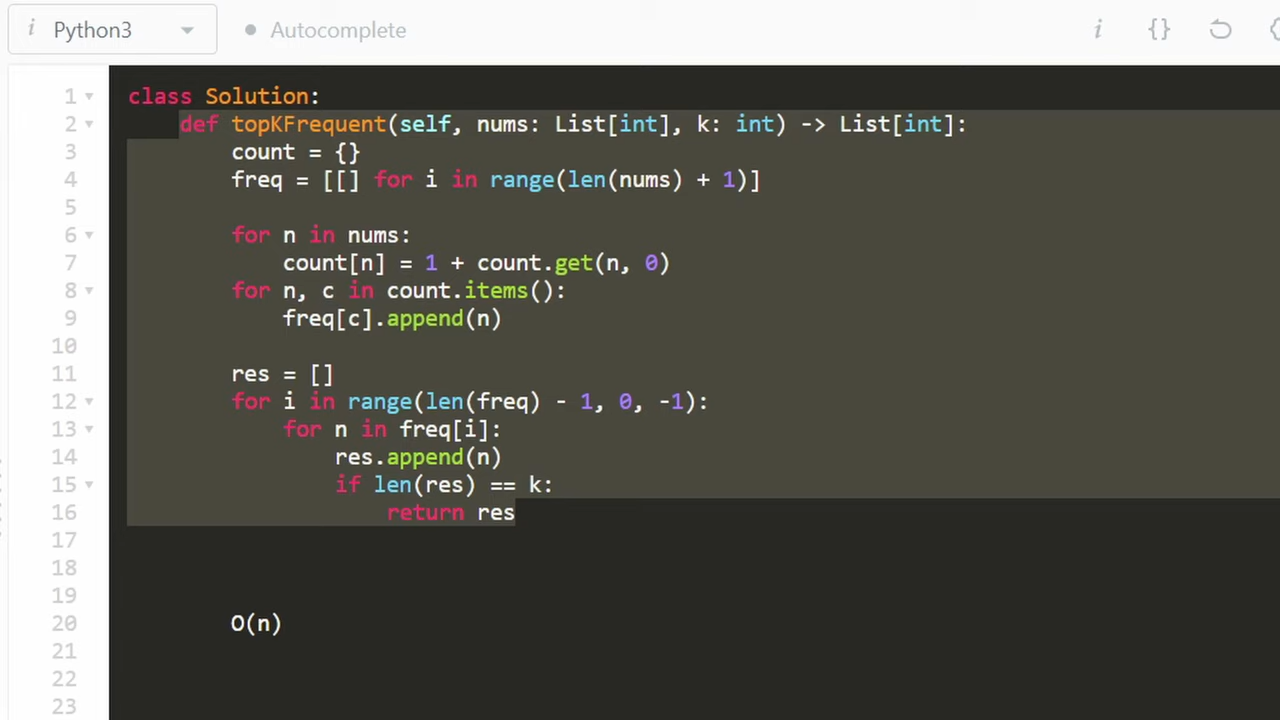 i Python3 Autocomplete i {}
1 class Solution:
2     def topKFrequent(self, nums: List[int], k: int) -> List[int]:
3         count = {}
4         freq = [[] for i in range(len(nums) + 1)]
5
6         for n in nums:
7             count[n] = 1 + count.get(n, 0)
8         for n, c in count.items():
9             freq[c].append(n)
10
11         res = []
12         for i in range(len(freq) - 1, 0, -1):
13             for n in freq[i]:
14                 res.append(n)
15                 if len(res) == k:
16                     return res
17
18
19
20         O(n)
21
22
23